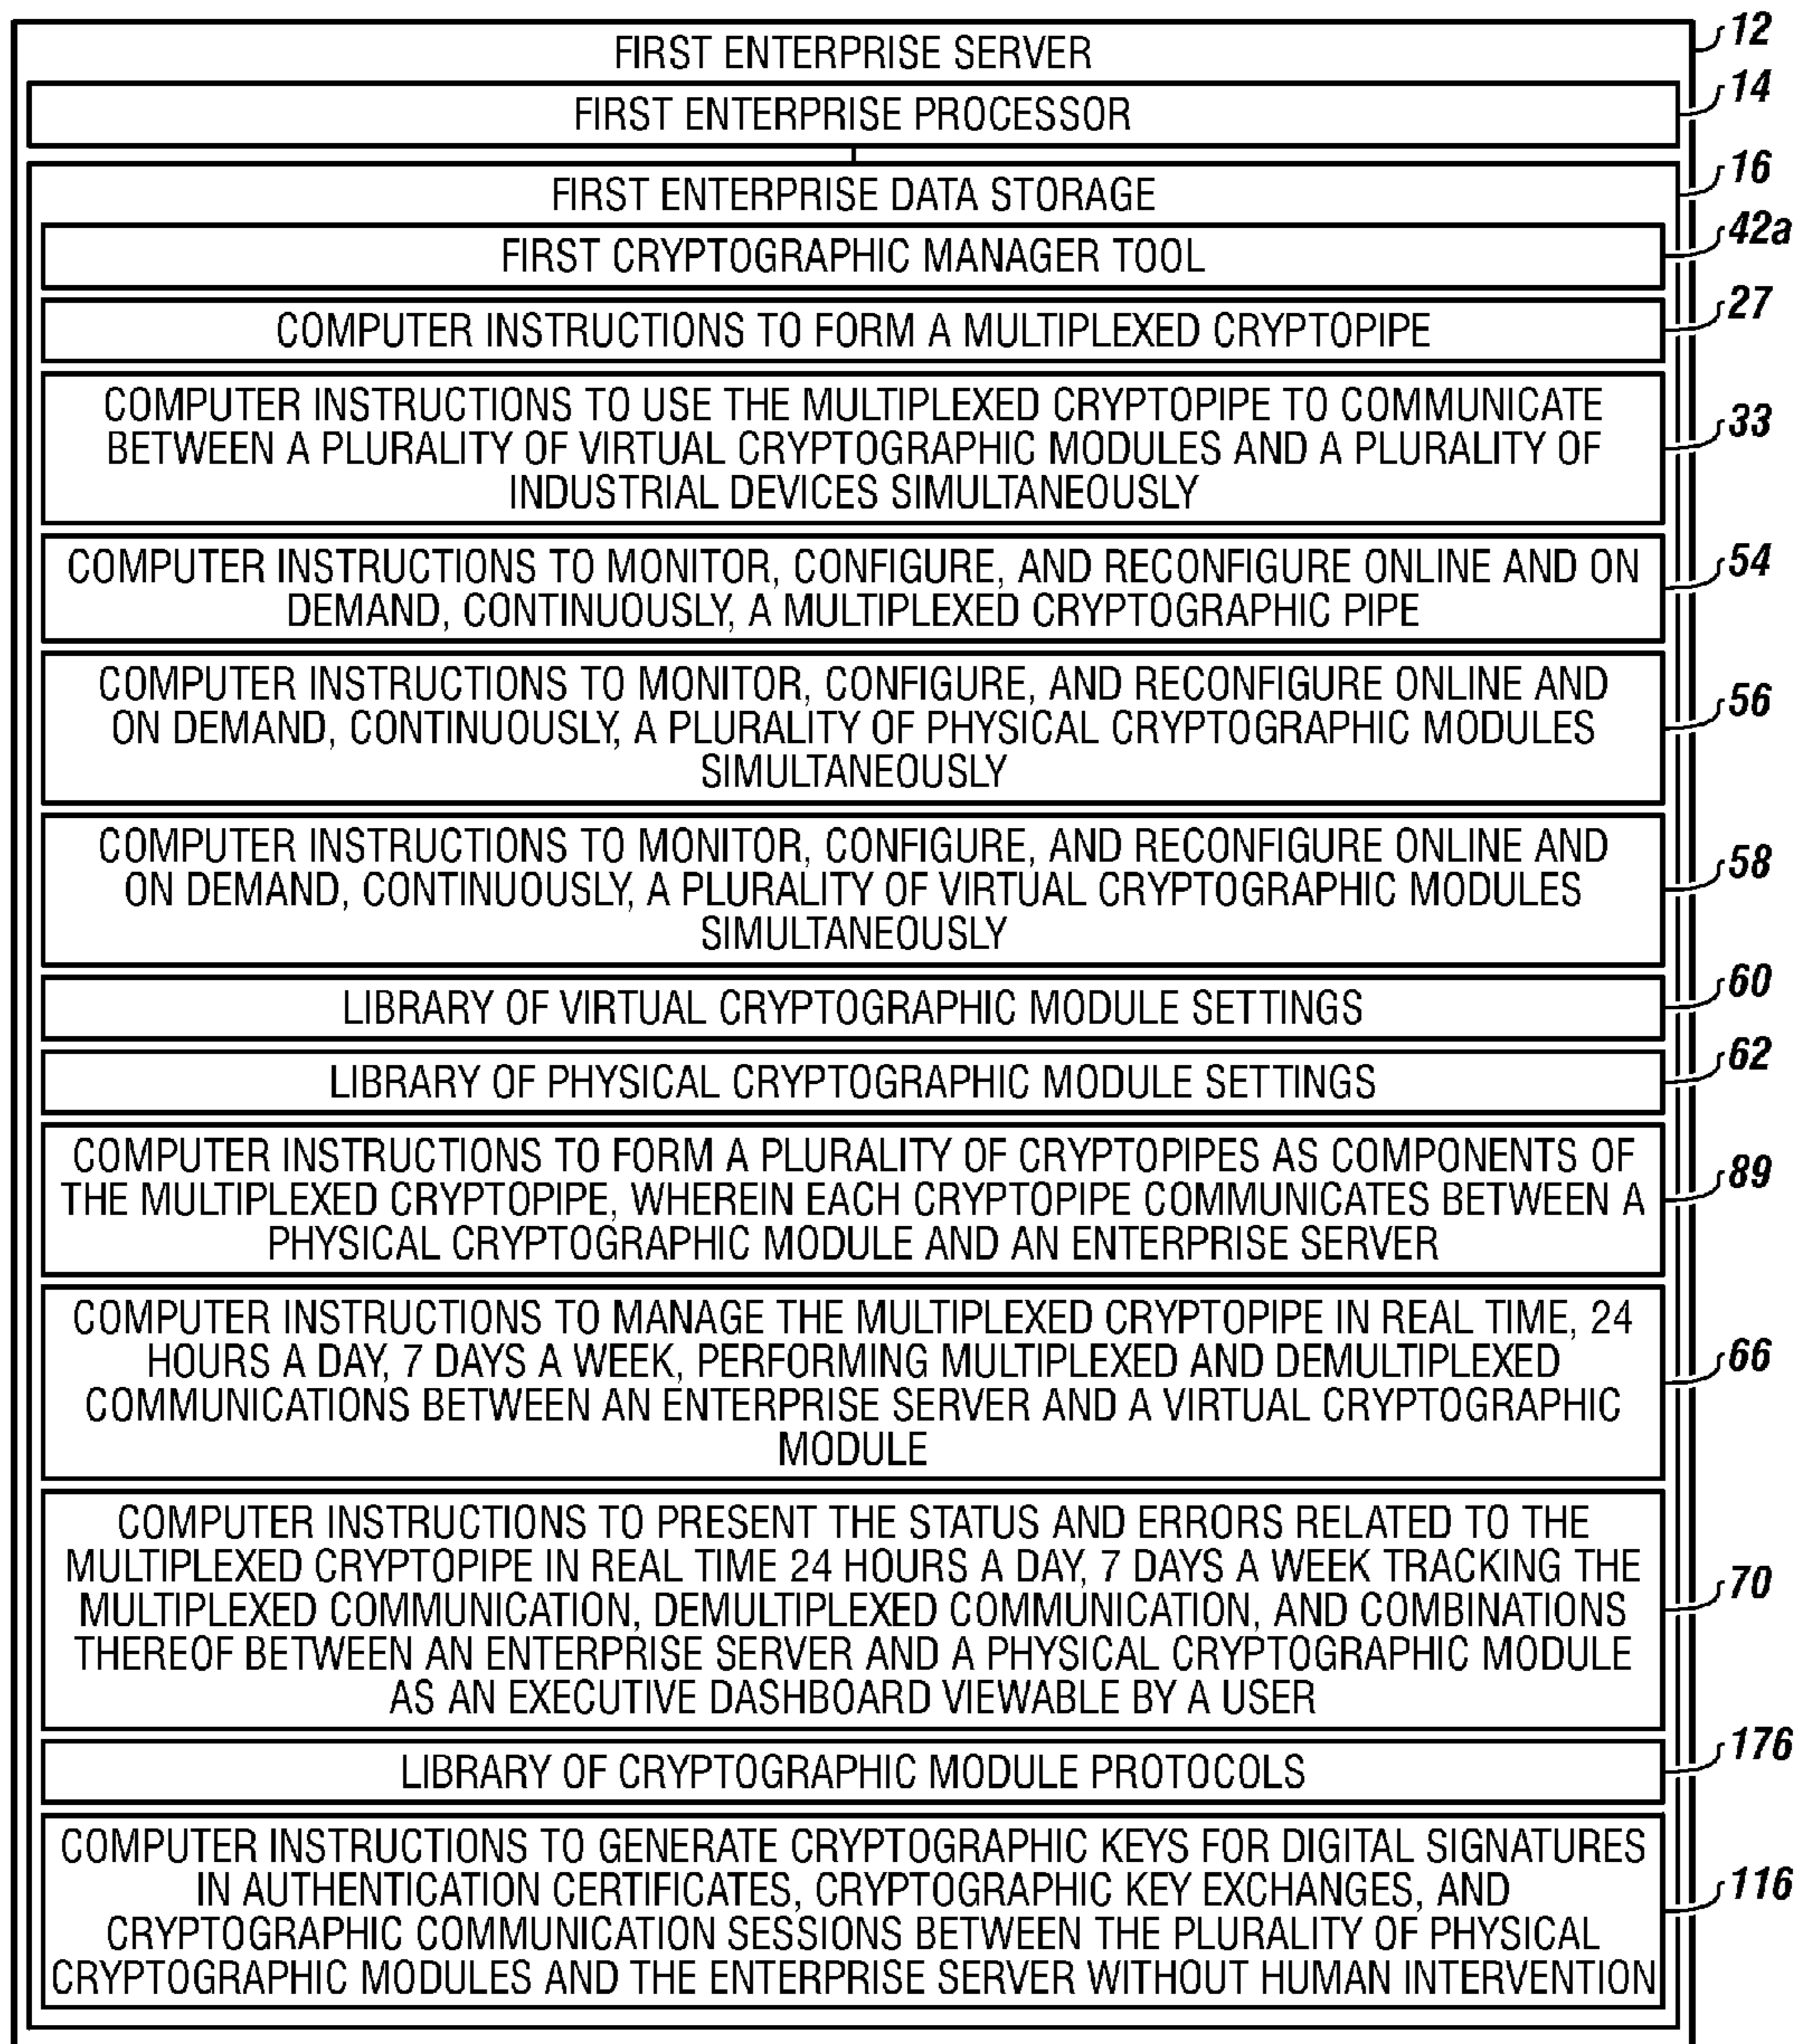 FIRST ENTERPRISE SERVER
12
FIRST ENTERPRISE PROCESSOR
14
FIRST ENTERPRISE DATA STORAGE
16
FIRST CRYPTOGRAPHIC MANAGER TOOL
42a
COMPUTER INSTRUCTIONS TO FORM A MULTIPLEXED CRYPTOPIPE
27
COMPUTER INSTRUCTIONS TO USE THE MULTIPLEXED CRYPTOPIPE TO COMMUNICATE
BETWEEN A PLURALITY OF VIRTUAL CRYPTOGRAPHIC MODULES AND A PLURALITY OF
INDUSTRIAL DEVICES SIMULTANEOUSLY
33
COMPUTER INSTRUCTIONS TO MONITOR, CONFIGURE, AND RECONFIGURE ONLINE AND ON
DEMAND, CONTINUOUSLY, A MULTIPLEXED CRYPTOGRAPHIC PIPE
54
COMPUTER INSTRUCTIONS TO MONITOR, CONFIGURE, AND RECONFIGURE ONLINE AND
ON DEMAND, CONTINUOUSLY, A PLURALITY OF PHYSICAL CRYPTOGRAPHIC MODULES
SIMULTANEOUSLY
56
COMPUTER INSTRUCTIONS TO MONITOR, CONFIGURE, AND RECONFIGURE ONLINE AND
ON DEMAND, CONTINUOUSLY, A PLURALITY OF VIRTUAL CRYPTOGRAPHIC MODULES
SIMULTANEOUSLY
58
LIBRARY OF VIRTUAL CRYPTOGRAPHIC MODULE SETTINGS
60
LIBRARY OF PHYSICAL CRYPTOGRAPHIC MODULE SETTINGS
62
COMPUTER INSTRUCTIONS TO FORM A PLURALITY OF CRYPTOPIPES AS COMPONENTS OF
THE MULTIPLEXED CRYPTOPIPE, WHEREIN EACH CRYPTOPIPE COMMUNICATES BETWEEN A
PHYSICAL CRYPTOGRAPHIC MODULE AND AN ENTERPRISE SERVER
89
COMPUTER INSTRUCTIONS TO MANAGE THE MULTIPLEXED CRYPTOPIPE IN REAL TIME, 24
HOURS A DAY, 7 DAYS A WEEK, PERFORMING MULTIPLEXED AND DEMULTIPLEXED
COMMUNICATIONS BETWEEN AN ENTERPRISE SERVER AND A VIRTUAL CRYPTOGRAPHIC
MODULE
66
COMPUTER INSTRUCTIONS TO PRESENT THE STATUS AND ERRORS RELATED TO THE
MULTIPLEXED CRYPTOPIPE IN REAL TIME 24 HOURS A DAY, 7 DAYS A WEEK TRACKING THE
MULTIPLEXED COMMUNICATION, DEMULTIPLEXED COMMUNICATION, AND COMBINATIONS
THEREOF BETWEEN AN ENTERPRISE SERVER AND A PHYSICAL CRYPTOGRAPHIC MODULE
AS AN EXECUTIVE DASHBOARD VIEWABLE BY A USER
70
LIBRARY OF CRYPTOGRAPHIC MODULE PROTOCOLS
176
COMPUTER INSTRUCTIONS TO GENERATE CRYPTOGRAPHIC KEYS FOR DIGITAL SIGNATURES
IN AUTHENTICATION CERTIFICATES, CRYPTOGRAPHIC KEY EXCHANGES, AND
CRYPTOGRAPHIC COMMUNICATION SESSIONS BETWEEN THE PLURALITY OF PHYSICAL
CRYPTOGRAPHIC MODULES AND THE ENTERPRISE SERVER WITHOUT HUMAN INTERVENTION
116